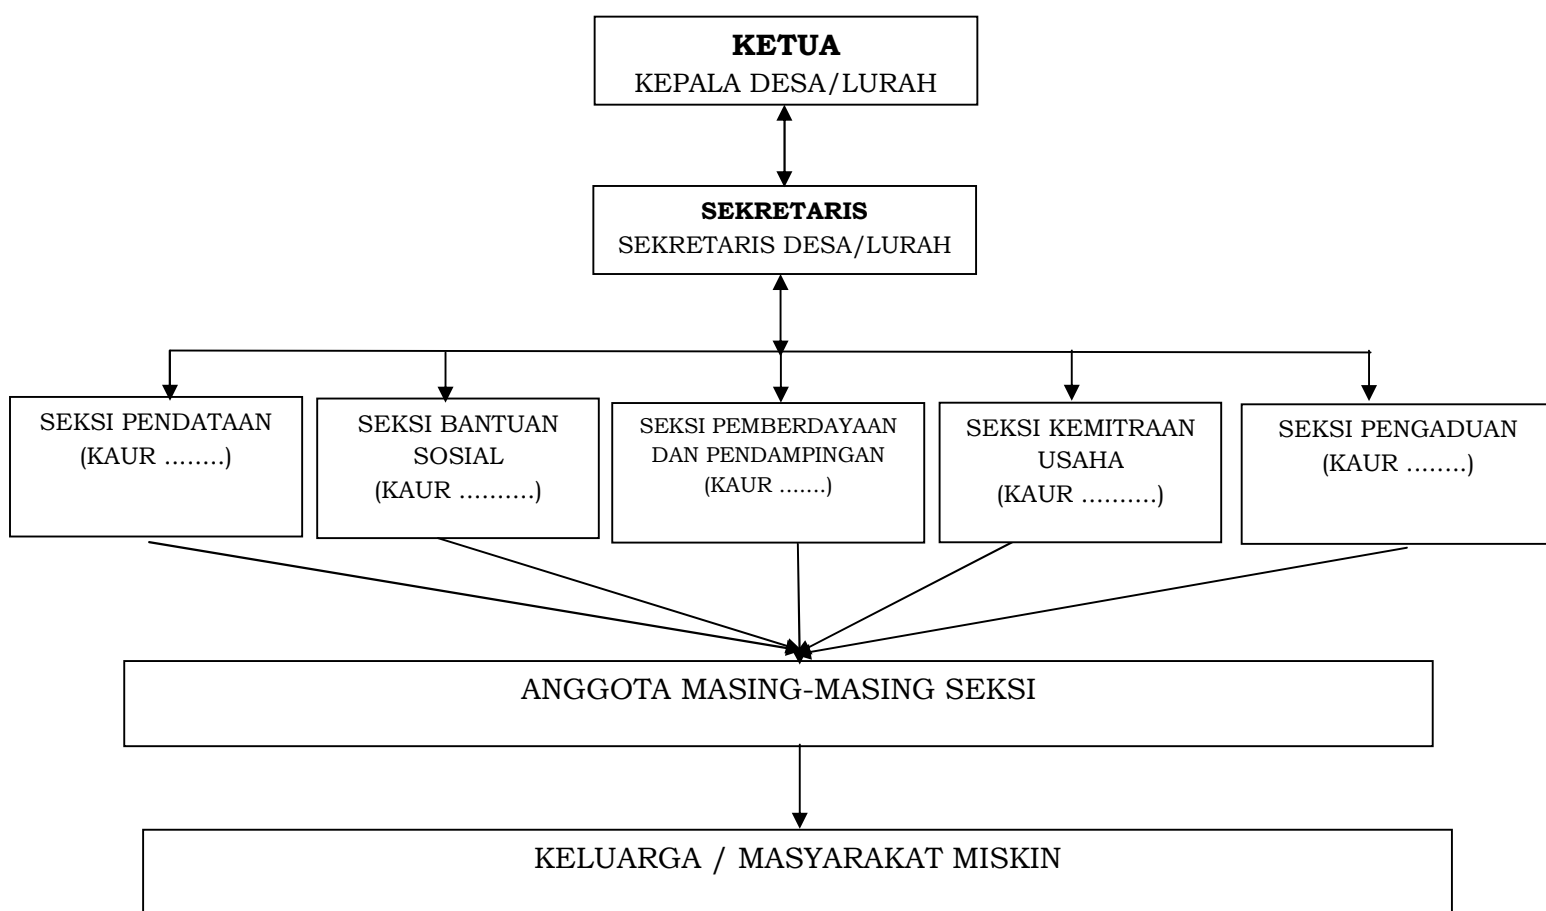 KETUA
KEPALA DESA/LURAH
SEKRETARIS
SEKRETARIS DESA/LURAH
SEKSI PENDATAAN
(KAUR ........)
SEKSI BANTUAN
SOSIAL
(KAUR ..........)
SEKSI PEMBERDAYAAN
DAN PENDAMPINGAN
(KAUR .......)
SEKSI KEMITRAAN
USAHA
(KAUR ..........)
SEKSI PENGADUAN
(KAUR ........)
ANGGOTA MASING-MASING SEKSI
KELUARGA / MASYARAKAT MISKIN